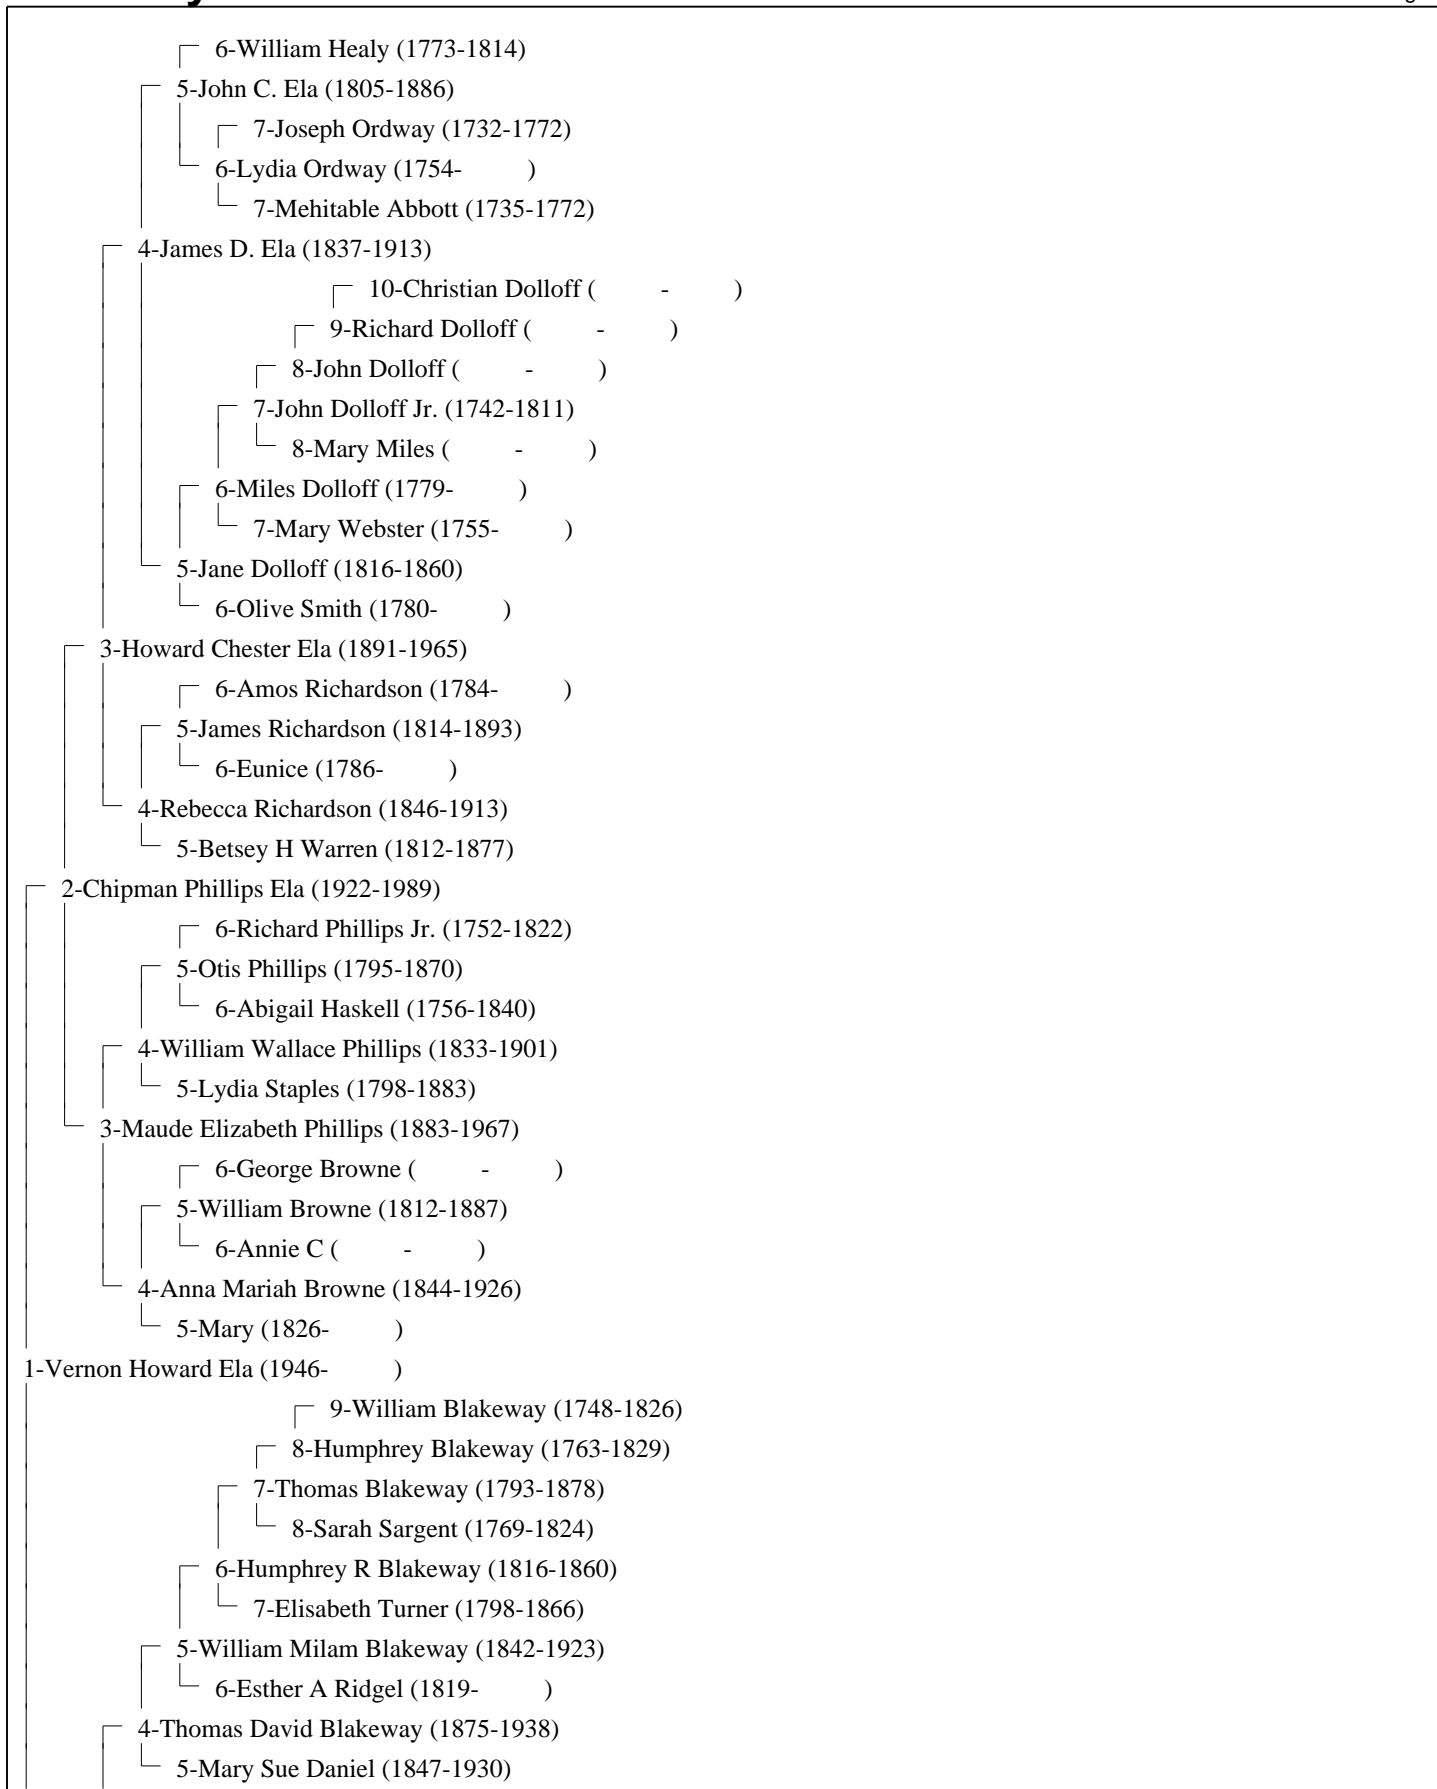 6-William Healy (1773-1814)
5-John C. Ela (1805-1886)
7-Joseph Ordway (1732-1772)
6-Lydia Ordway (1754- )
7-Mehitable Abbott (1735-1772)
4-James D. Ela (1837-1913)
10-Christian Dolloff ( - )
9-Richard Dolloff ( - )
8-John Dolloff ( - )
7-John Dolloff Jr. (1742-1811)
8-Mary Miles ( - )
6-Miles Dolloff (1779- )
7-Mary Webster (1755- )
5-Jane Dolloff (1816-1860)
6-Olive Smith (1780- )
3-Howard Chester Ela (1891-1965)
6-Amos Richardson (1784- )
5-James Richardson (1814-1893)
6-Eunice (1786- )
4-Rebecca Richardson (1846-1913)
5-Betsey H Warren (1812-1877)
2-Chipman Phillips Ela (1922-1989)
6-Richard Phillips Jr. (1752-1822)
5-Otis Phillips (1795-1870)
6-Abigail Haskell (1756-1840)
4-William Wallace Phillips (1833-1901)
5-Lydia Staples (1798-1883)
3-Maude Elizabeth Phillips (1883-1967)
6-George Browne ( - )
5-William Browne (1812-1887)
6-Annie C ( - )
4-Anna Mariah Browne (1844-1926)
5-Mary (1826- )
1-Vernon Howard Ela (1946- )
9-William Blakeway (1748-1826)
8-Humphrey Blakeway (1763-1829)
7-Thomas Blakeway (1793-1878)
8-Sarah Sargent (1769-1824)
6-Humphrey R Blakeway (1816-1860)
7-Elisabeth Turner (1798-1866)
5-William Milam Blakeway (1842-1923)
6-Esther A Ridgel (1819- )
4-Thomas David Blakeway (1875-1938)
5-Mary Sue Daniel (1847-1930)